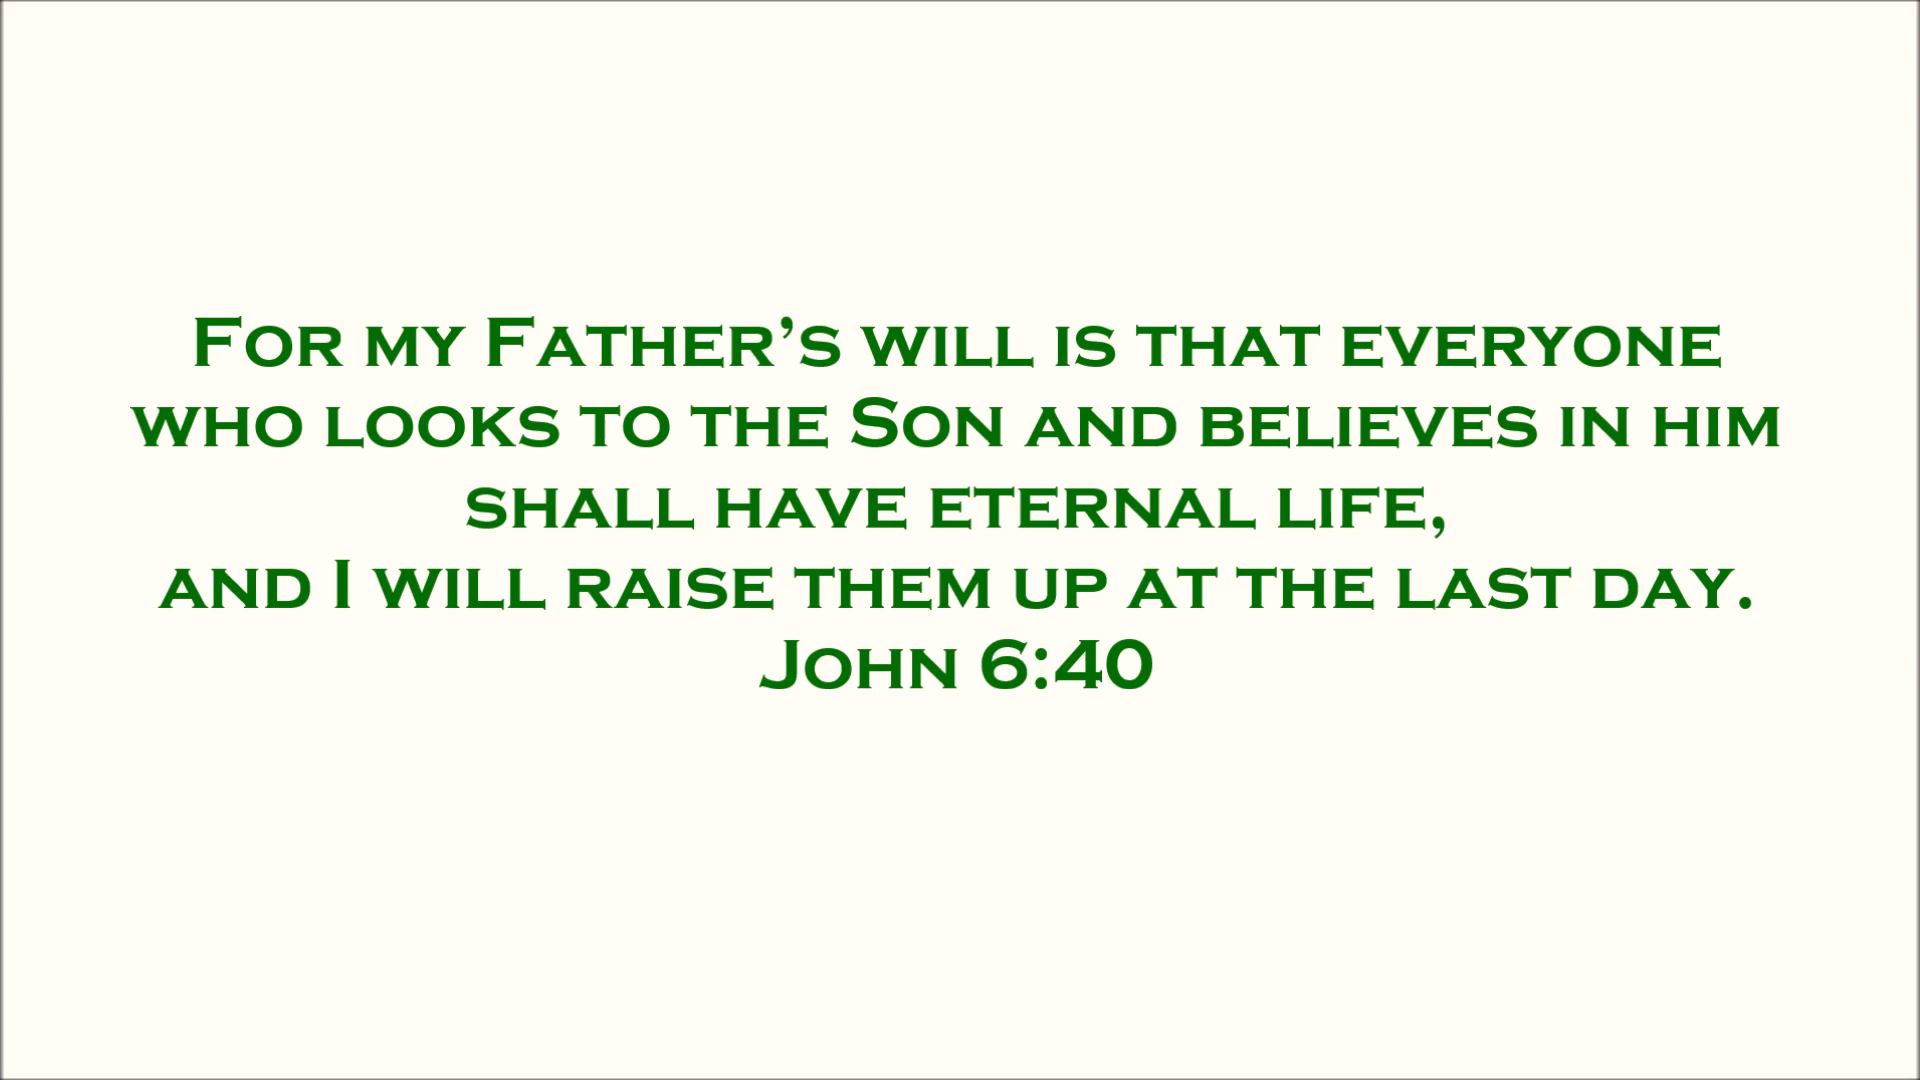 For my Father’s will is that everyone
who looks to the Son and believes in him
shall have eternal life,
and I will raise them up at the last day.
John 6:40